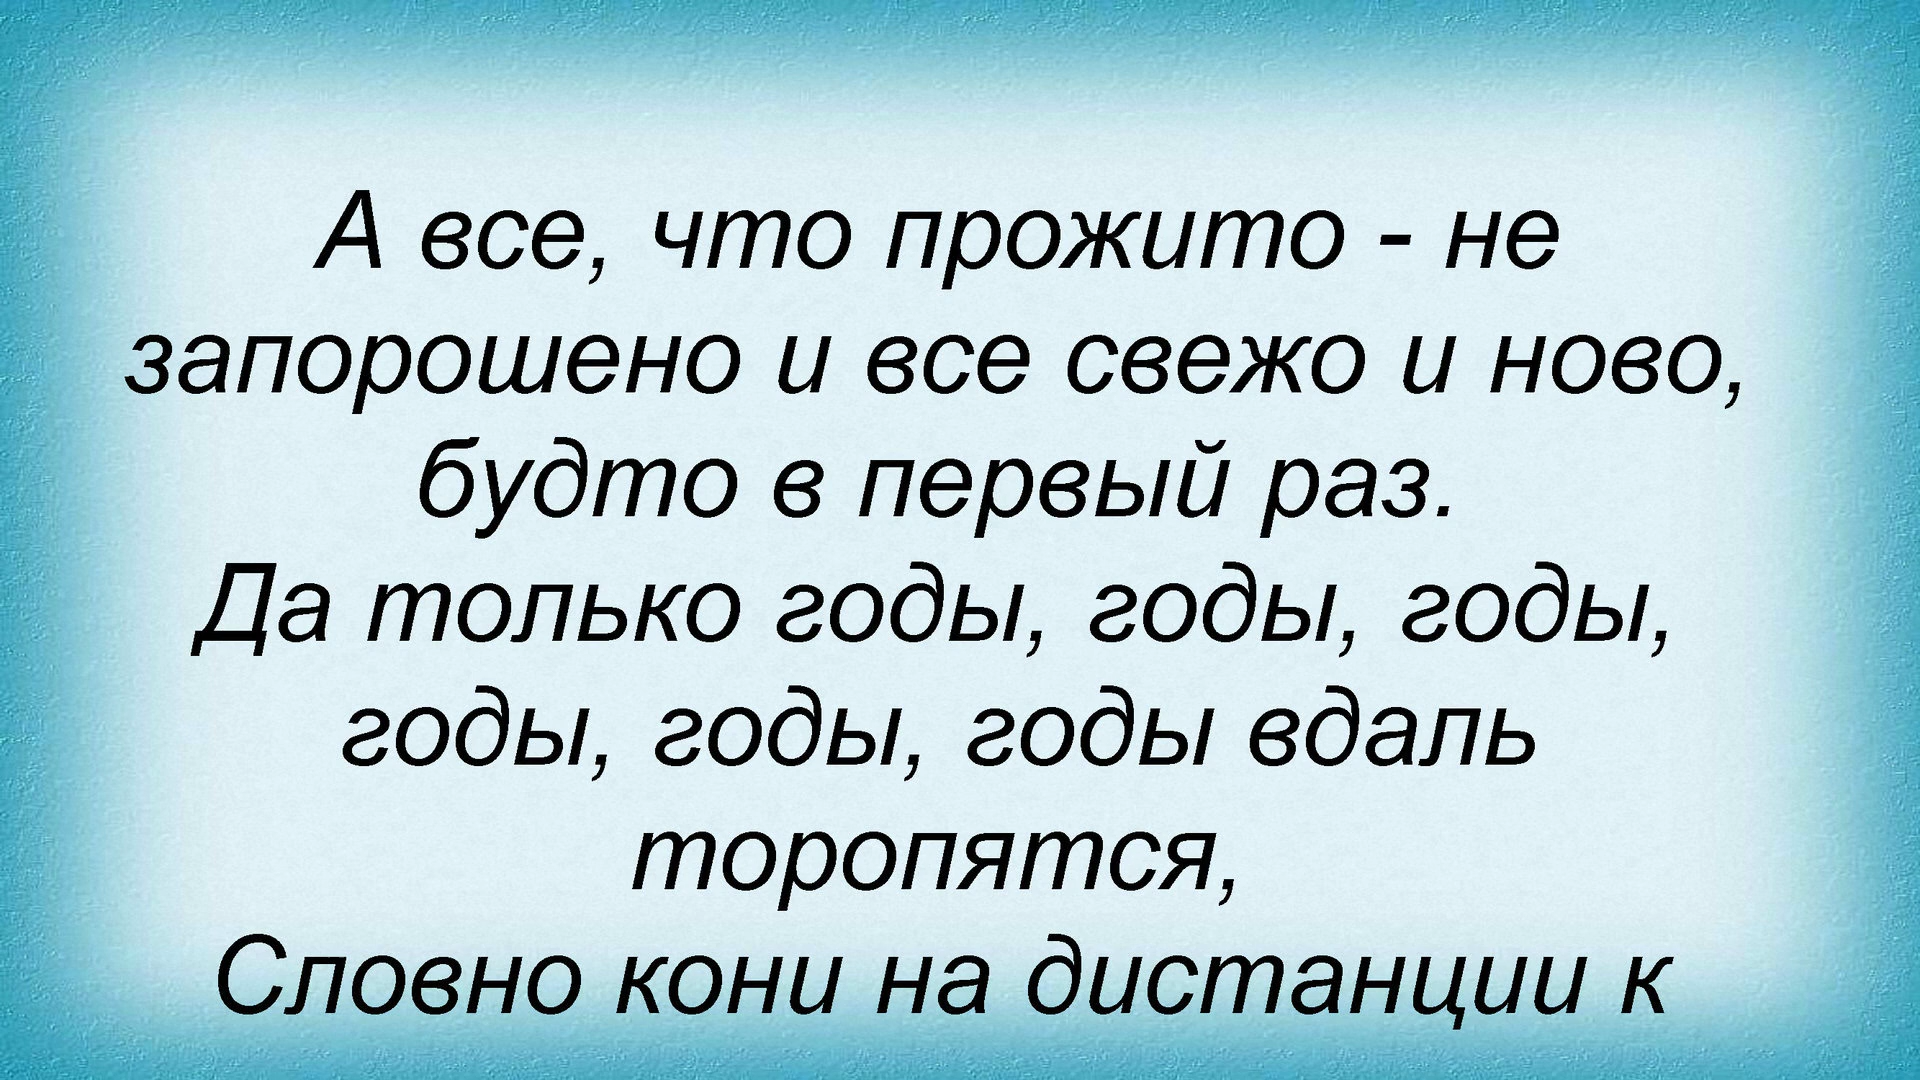 А все, что прожито - не
запорошено и все свежо и ново,
будто в первый раз.
Да только годы, годы, годы,
годы, годы, годы вдаль
торопятся,
Словно кони на дистанции к